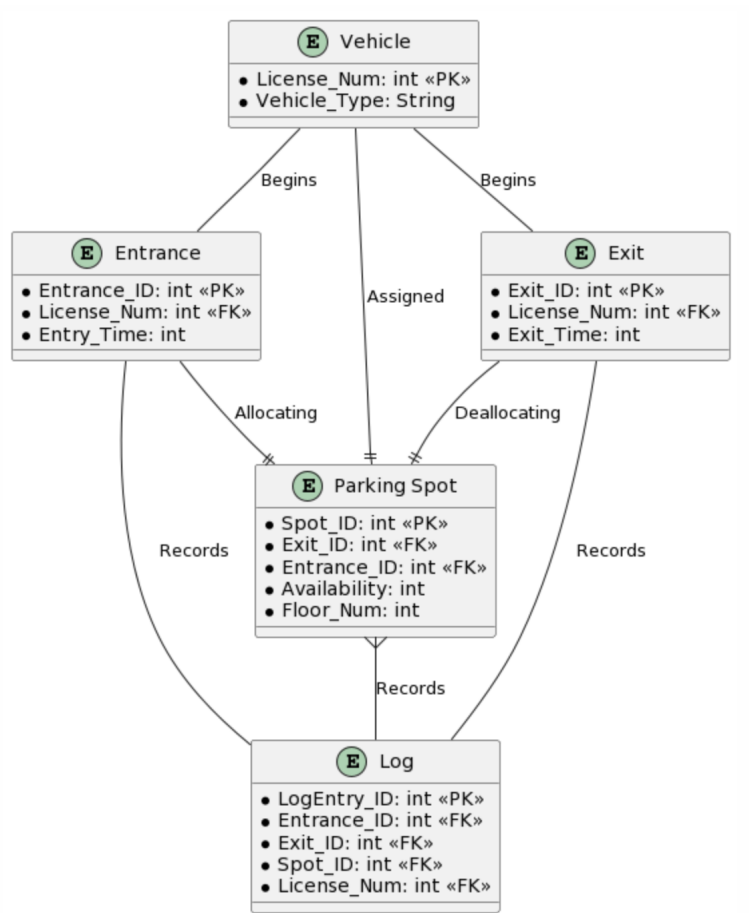 E Vehicle
License_Num: int «PK»
Vehicle_Type: String
Begins
Begins
E Entrance
Entrance_ID: int «PK»
License_Num: int «FK»
Entry_Time: int
Assigned
E Exit
Exit_ID: int «PK»
License_Num: int «FK»
Exit_Time: int
Allocating
Deallocating
E Parking Spot
Spot_ID: int «PK»
Exit_ID: int «FK»
Entrance_ID: int «FK»
Availability: int
Floor_Num: int
Records
Records
Records
E Log
LogEntry_ID: int «PK»
Entrance_ID: int «FK»
Exit_ID: int «FK»
Spot_ID: int «FK»
License_Num: int «FK»